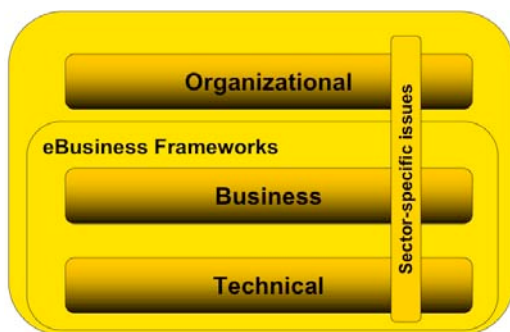 Organizational
eBusiness Frameworks
Business
Technical
Sector-specific issues